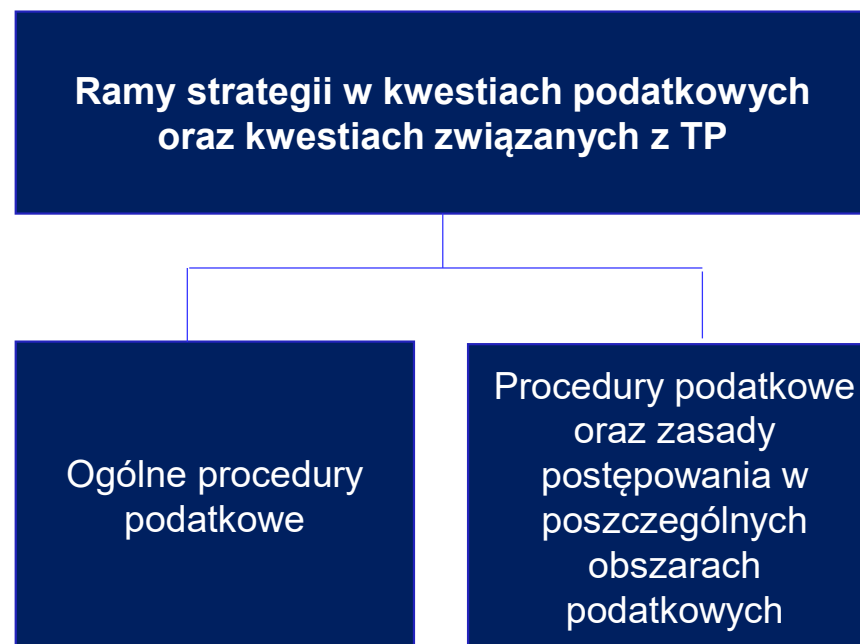 Ramy strategii w kwestiach podatkowych
oraz kwestiach związanych z TP
Ogólne procedury
podatkowe
Procedury podatkowe
oraz zasady
postępowania w
poszczególnych
obszarach
podatkowych